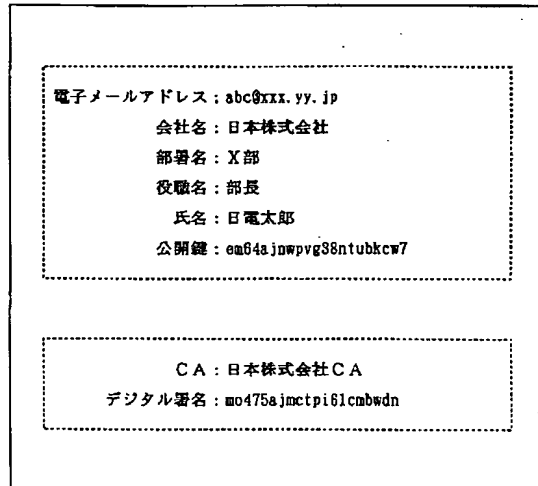 電子メールアドレス：abc@xxx.yy.jp
会社名：日本株式会社
部署名：X部
役職名：部長
氏名：日電太郎
公開鍵：em64ajnwpvg38ntubkcw7
CA：日本株式会社CA
デジタル署名：mo475ajmctpi61cmbwdn